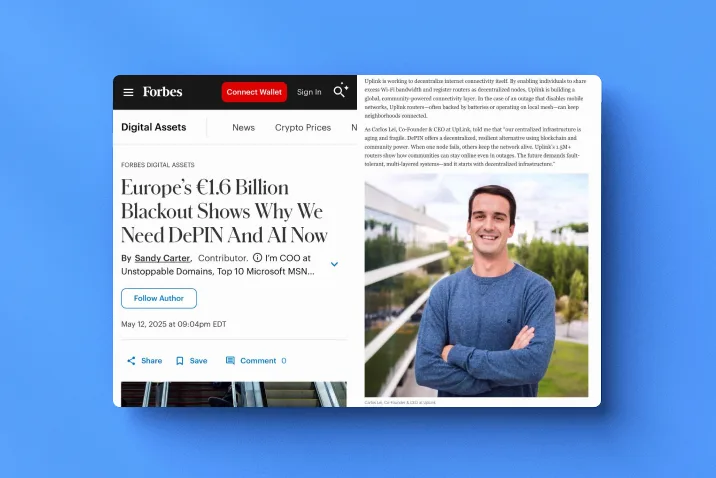 Forbes
Connect Wallet
Sign In
Digital Assets
News
Crypto Prices
N
FORBES DIGITAL ASSETS
Europe's €1.6 Billion
Blackout Shows Why We
Need DePIN And AI Now
By Sandy Carter, Contributor. I'm COO at
Unstoppable Domains, Top 10 Microsoft MSN...
Follow Author
May 12, 2025 at 09:04pm EDT
Share
Save
Comment 0
Uplink is working to decentralize internet connectivity itself. By enabling individuals to share
excess Wi-Fi bandwidth and register routers as decentralized nodes, Uplink is building a
global, community-powered connectivity layer. In the case of an outage that disables mobile
networks, Uplink routers—often backed by batteries or operating on local mesh—can keep
neighborhoods connected.
As Carlos Lei, Co-Founder & CEO at UpLink, told me that "our centralized infrastructure is
aging and fragile. DePIN offers a decentralized, resilient alternative using blockchain and
community power. When one node fails, others keep the network alive. Uplink's 1.5M+
routers show how communities can stay online even in outages. The future demands fault-
tolerant, multi-layered systems—and it starts with decentralized infrastructure."
Carlos Lei, Co-Founder & CEO at Uplink